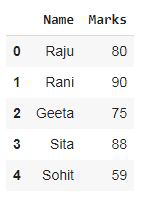 Name Marks
0 Raju 80
1 Rani 90
2 Geeta 75
3 Sita 88
4 Sohit 59